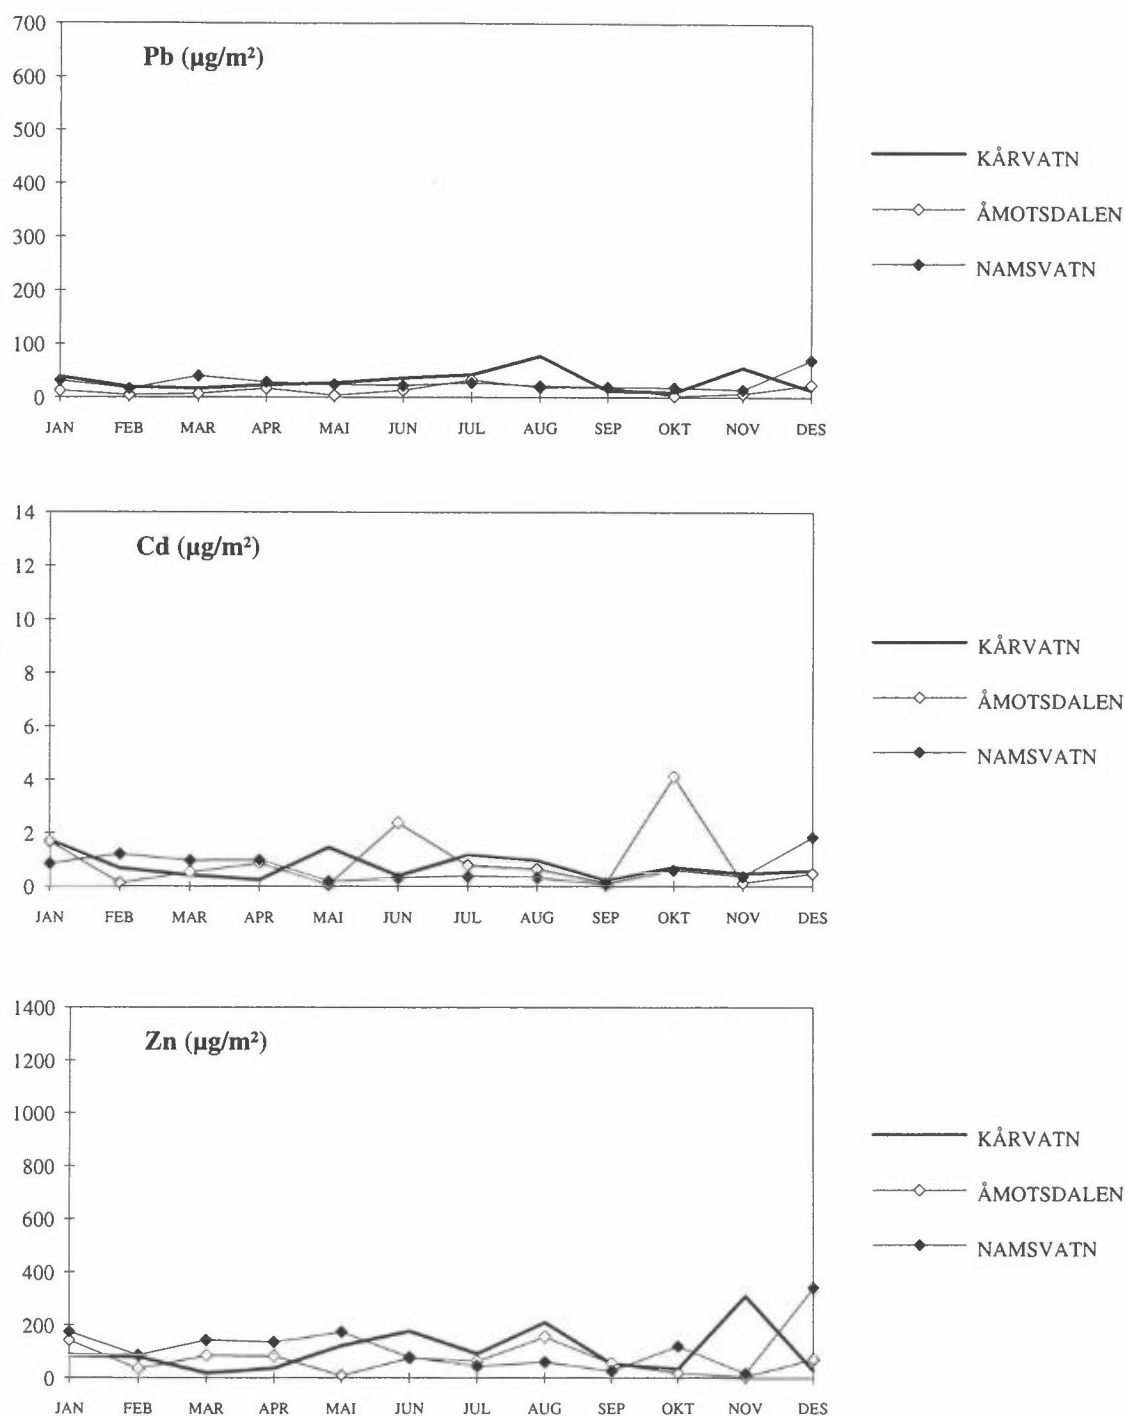 Pb (µg/m²)
700
600
500
400
300
200
100
0
JAN FEB MAR APR MAI JUN JUL AUG SEP OKT NOV DES
KÅRVATN
ÅMOTSDALEN
NAMSVATN
Cd (µg/m²)
14
12
10
8
6
4
2
0
JAN FEB MAR APR MAI JUN JUL AUG SEP OKT NOV DES
KÅRVATN
ÅMOTSDALEN
NAMSVATN
Zn (µg/m²)
1400
1200
1000
800
600
400
200
0
JAN FEB MAR APR MAI JUN JUL AUG SEP OKT NOV DES
KÅRVATN
ÅMOTSDALEN
NAMSVATN